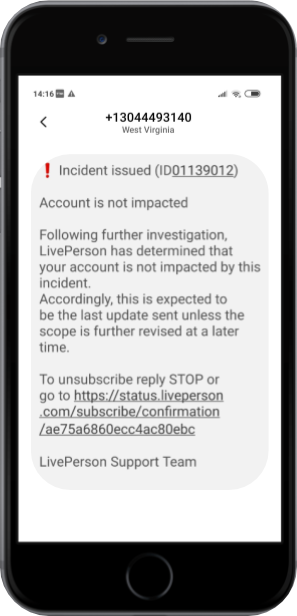 14:16
+13044493140
West Virginia
❗ Incident issued (ID01139012)
Account is not impacted
Following further investigation,
LivePerson has determined that
your account is not impacted by this
incident.
Accordingly, this is expected to
be the last update sent unless the
scope is further revised at a later
time.
To unsubscribe reply STOP or
go to https://status.liveperson
.com/subscribe/confirmation
/ae75a6860ecc4ac80ebc
LivePerson Support Team